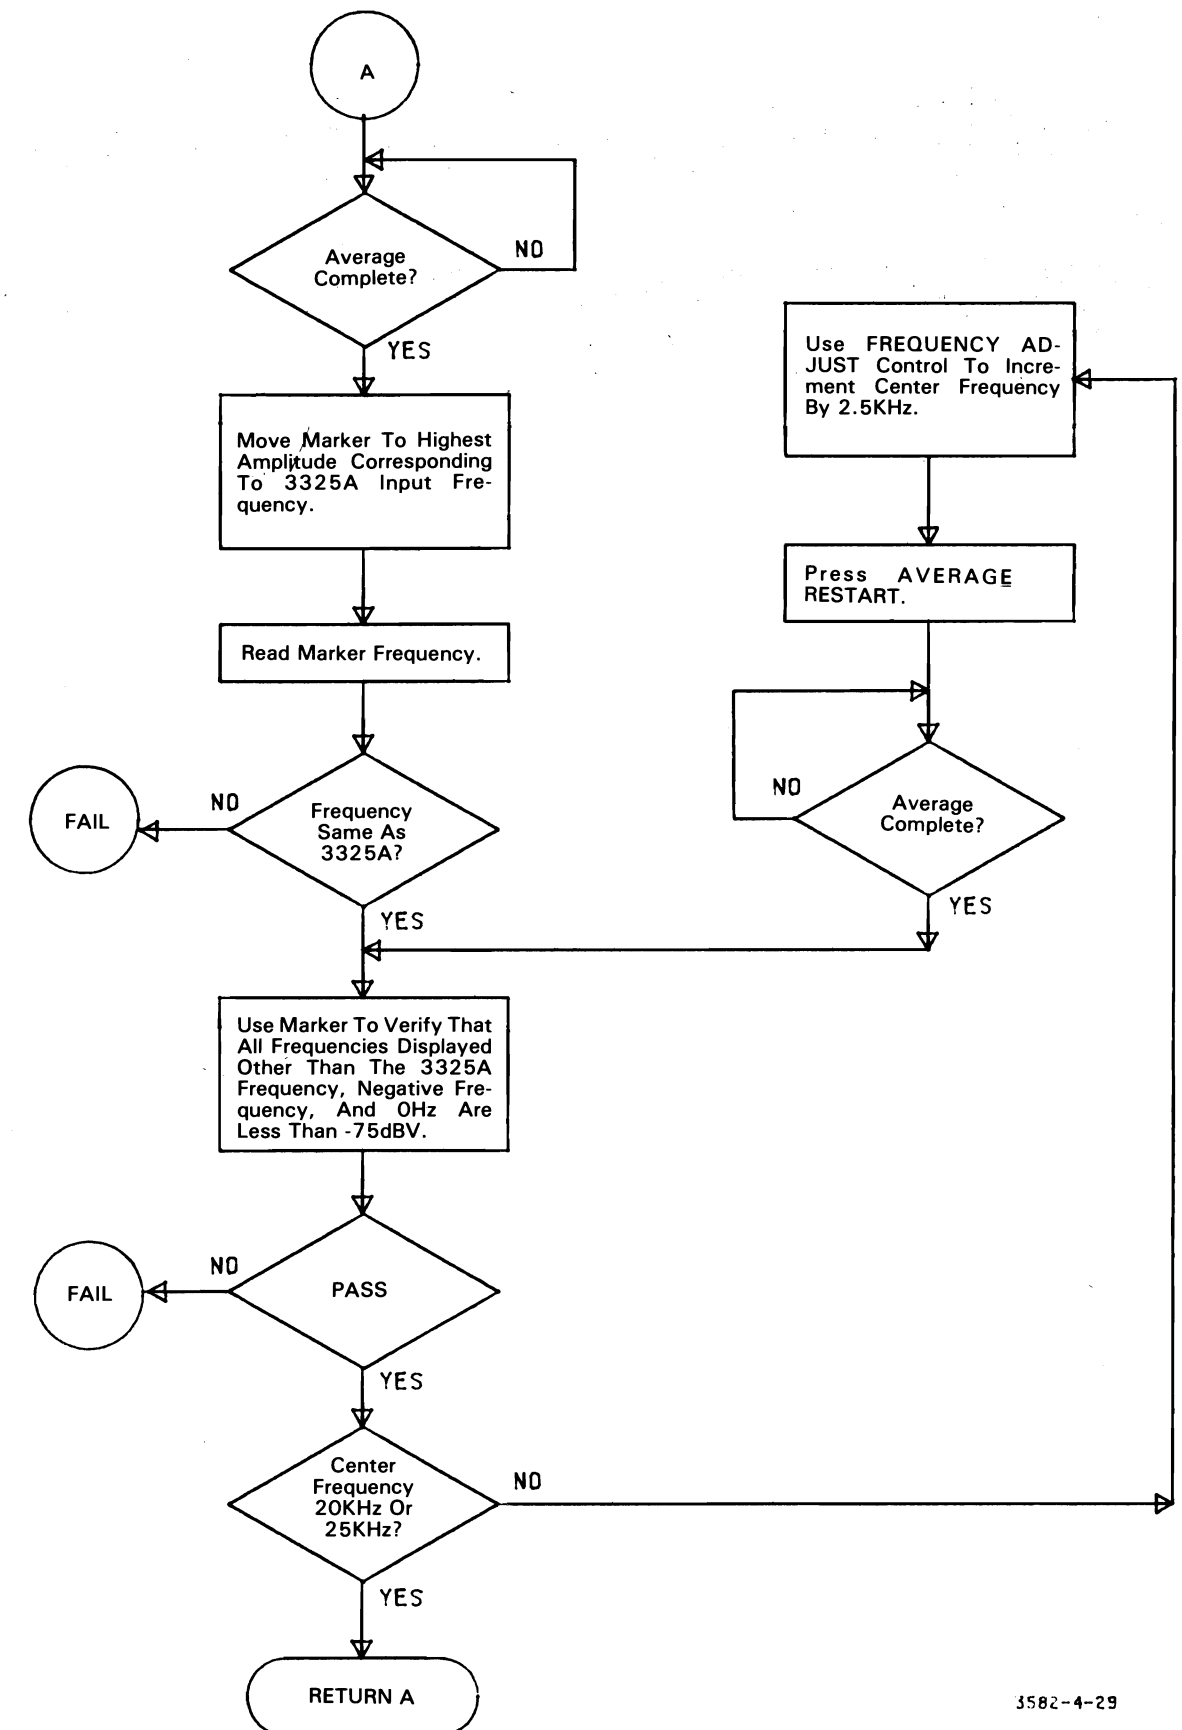 A
Average
Complete?
NO
YES
Move Marker To Highest
Amplitude Corresponding
To 3325A Input Fre-
quency.
Read Marker Frequency.
Frequency
Same As
3325A?
NO
FAIL
YES
Use Marker To Verify That
All Frequencies Displayed
Other Than The 3325A
Frequency, Negative Fre-
quency, And 0Hz Are
Less Than -75dBV.
PASS
NO
FAIL
YES
Center
Frequency
20KHz Or
25KHz?
NO
YES
RETURN A
Use FREQUENCY AD-
JUST Control To Incre-
ment Center Frequency
By 2.5KHz.
Press AVERAGE
RESTART.
Average
Complete?
NO
YES
3582-4-29